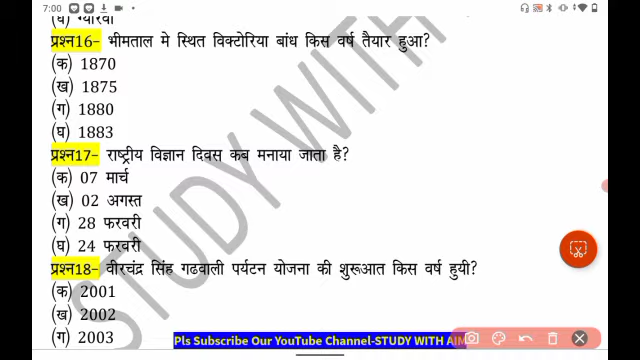 7:00
(घ) ग्यारवां
प्रश्न16– भीमताल मे स्थित विक्टोरिया बांध किस वर्ष तैयार हुआ?
(क) 1870
(ख) 1875
(ग) 1880
(घ) 1883
प्रश्न17– राष्ट्रीय विज्ञान दिवस कब मनाया जाता है?
(क) 07 मार्च
(ख) 02 अगस्त
(ग) 28 फरवरी
(घ) 24 फरवरी
प्रश्न18– वीरचंद्र सिंह गढवाली पर्यटन योजना की शुरूआत किस वर्ष हुयी?
(क) 2001
(ख) 2002
(ग) 2003
Pls Subscribe Our YouTube Channel-STUDY WITH AIM
STUDY WITH